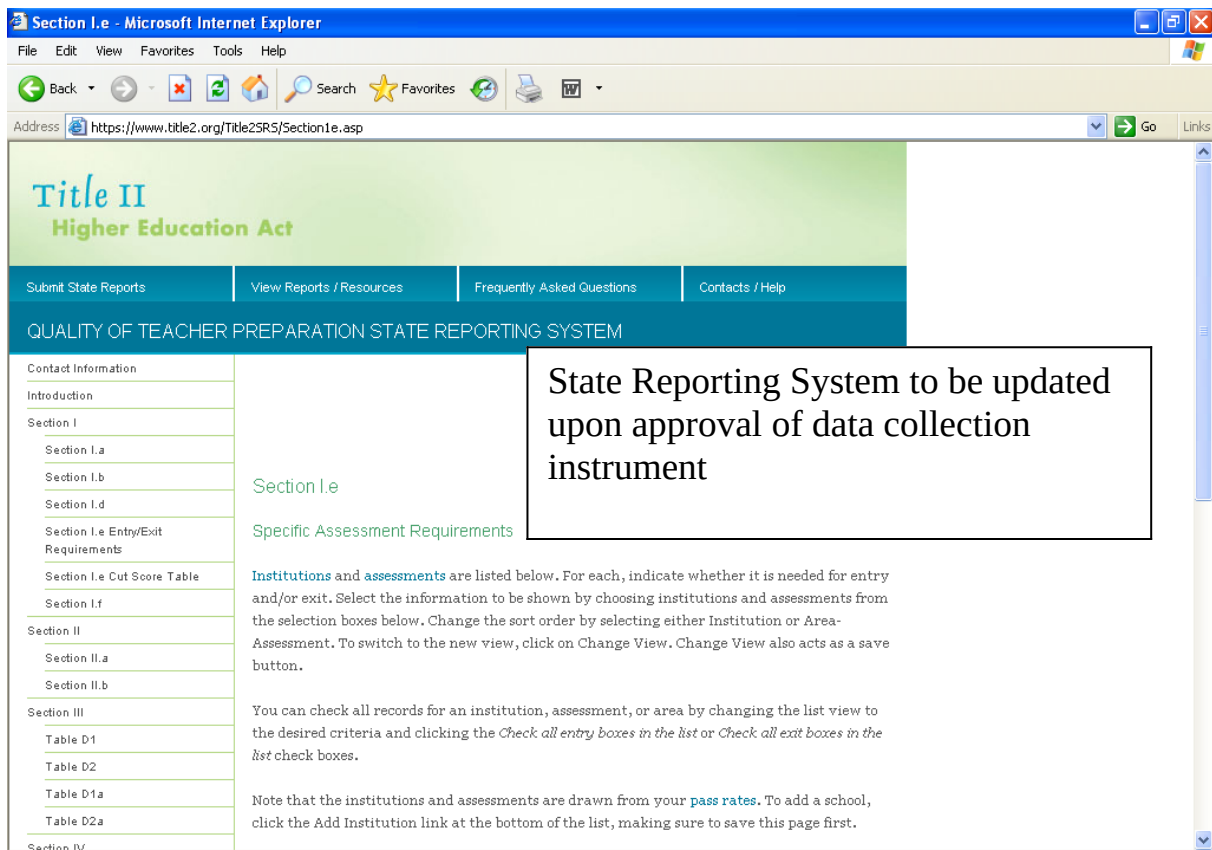 Section I.e - Microsoft Internet Explorer
File Edit View Favorites Tools Help
Back Search Favorites
Address https://www.title2.org/Title2SRS/Section1e.asp Go Links
Title II
Higher Education Act
Submit State Reports View Reports / Resources Frequently Asked Questions Contacts / Help
QUALITY OF TEACHER PREPARATION STATE REPORTING SYSTEM
State Reporting System to be updated
upon approval of data collection
instrument
Contact Information
Introduction
Section I
Section I.a
Section I.b
Section I.d
Section I.e Entry/Exit
Requirements
Section I.e Cut Score Table
Section I.f
Section II
Section II.a
Section II.b
Section III
Table D1
Table D2
Table D1a
Table D2a
Section IV
Section I.e
Specific Assessment Requirements
Institutions and assessments are listed below. For each, indicate whether it is needed for entry
and/or exit. Select the information to be shown by choosing institutions and assessments from
the selection boxes below. Change the sort order by selecting either Institution or Area-
Assessment. To switch to the new view, click on Change View. Change View also acts as a save
button.
You can check all records for an institution, assessment, or area by changing the list view to
the desired criteria and clicking the Check all entry boxes in the list or Check all exit boxes in the
list check boxes.
Note that the institutions and assessments are drawn from your pass rates. To add a school,
click the Add Institution link at the bottom of the list, making sure to save this page first.